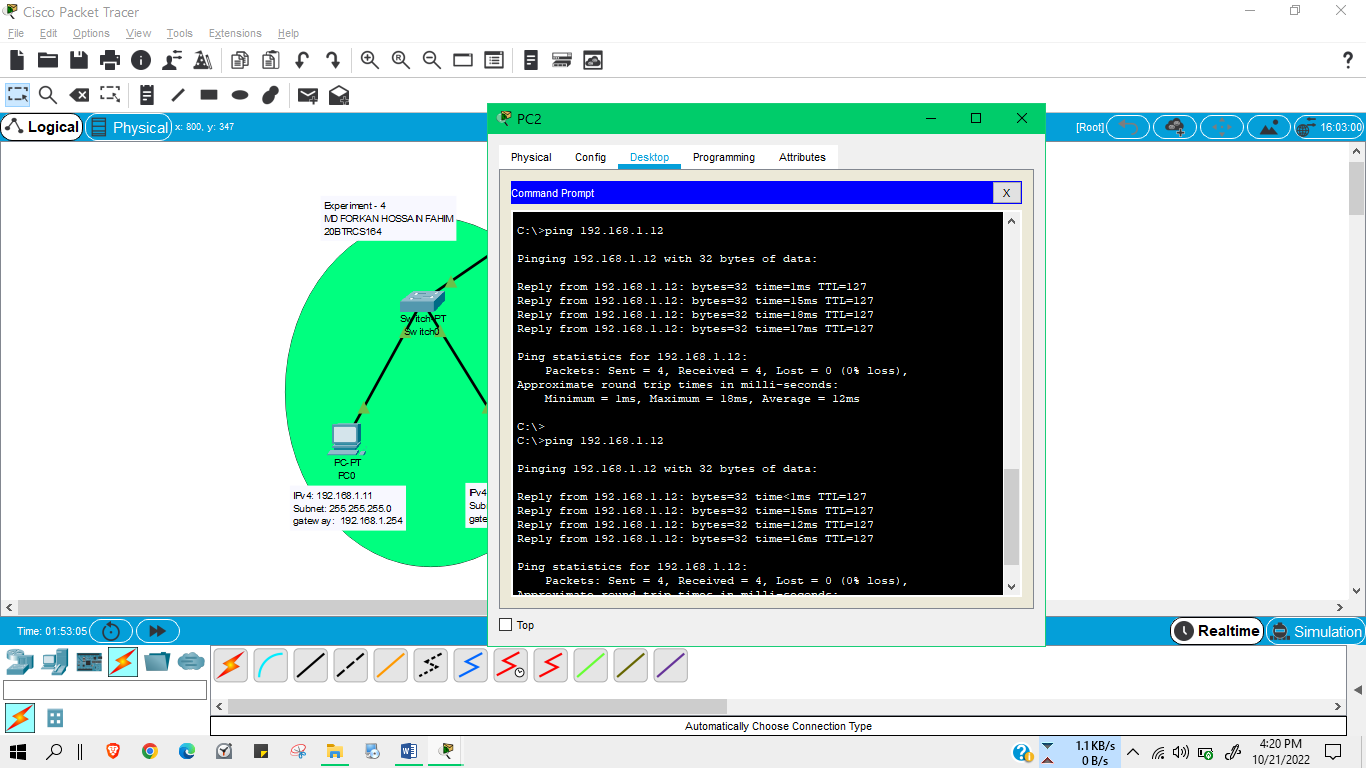 Cisco Packet Tracer
File Edit Options View Tools Extensions Help
Logical
Physical
x: 800, y: 347
[Root]
16:03:00
Experiment - 4
MD FORKAN HOSSAIN FAHIM
20BTRCS164
Switch-PT
Switch0
PC-PT
PC0
IPv4: 192.168.1.11
Subnet: 255.255.255.0
gateway: 192.168.1.254
IPv4
Subn
gate
PC2
Physical Config Desktop Programming Attributes
Command Prompt
X
C:\>ping 192.168.1.12
Pinging 192.168.1.12 with 32 bytes of data:
Reply from 192.168.1.12: bytes=32 time=1ms TTL=127
Reply from 192.168.1.12: bytes=32 time=15ms TTL=127
Reply from 192.168.1.12: bytes=32 time=18ms TTL=127
Reply from 192.168.1.12: bytes=32 time=17ms TTL=127
Ping statistics for 192.168.1.12:
Packets: Sent = 4, Received = 4, Lost = 0 (0% loss),
Approximate round trip times in milli-seconds:
Minimum = 1ms, Maximum = 18ms, Average = 12ms
C:\>
C:\>ping 192.168.1.12
Pinging 192.168.1.12 with 32 bytes of data:
Reply from 192.168.1.12: bytes=32 time<1ms TTL=127
Reply from 192.168.1.12: bytes=32 time=15ms TTL=127
Reply from 192.168.1.12: bytes=32 time=12ms TTL=127
Reply from 192.168.1.12: bytes=32 time=16ms TTL=127
Ping statistics for 192.168.1.12:
Packets: Sent = 4, Received = 4, Lost = 0 (0% loss),
Approximate round trip times in milli-seconds:
Top
Time: 01:53:05
Realtime
Simulation
Automatically Choose Connection Type
1.1 KB/s
0 B/s
4:20 PM
10/21/2022